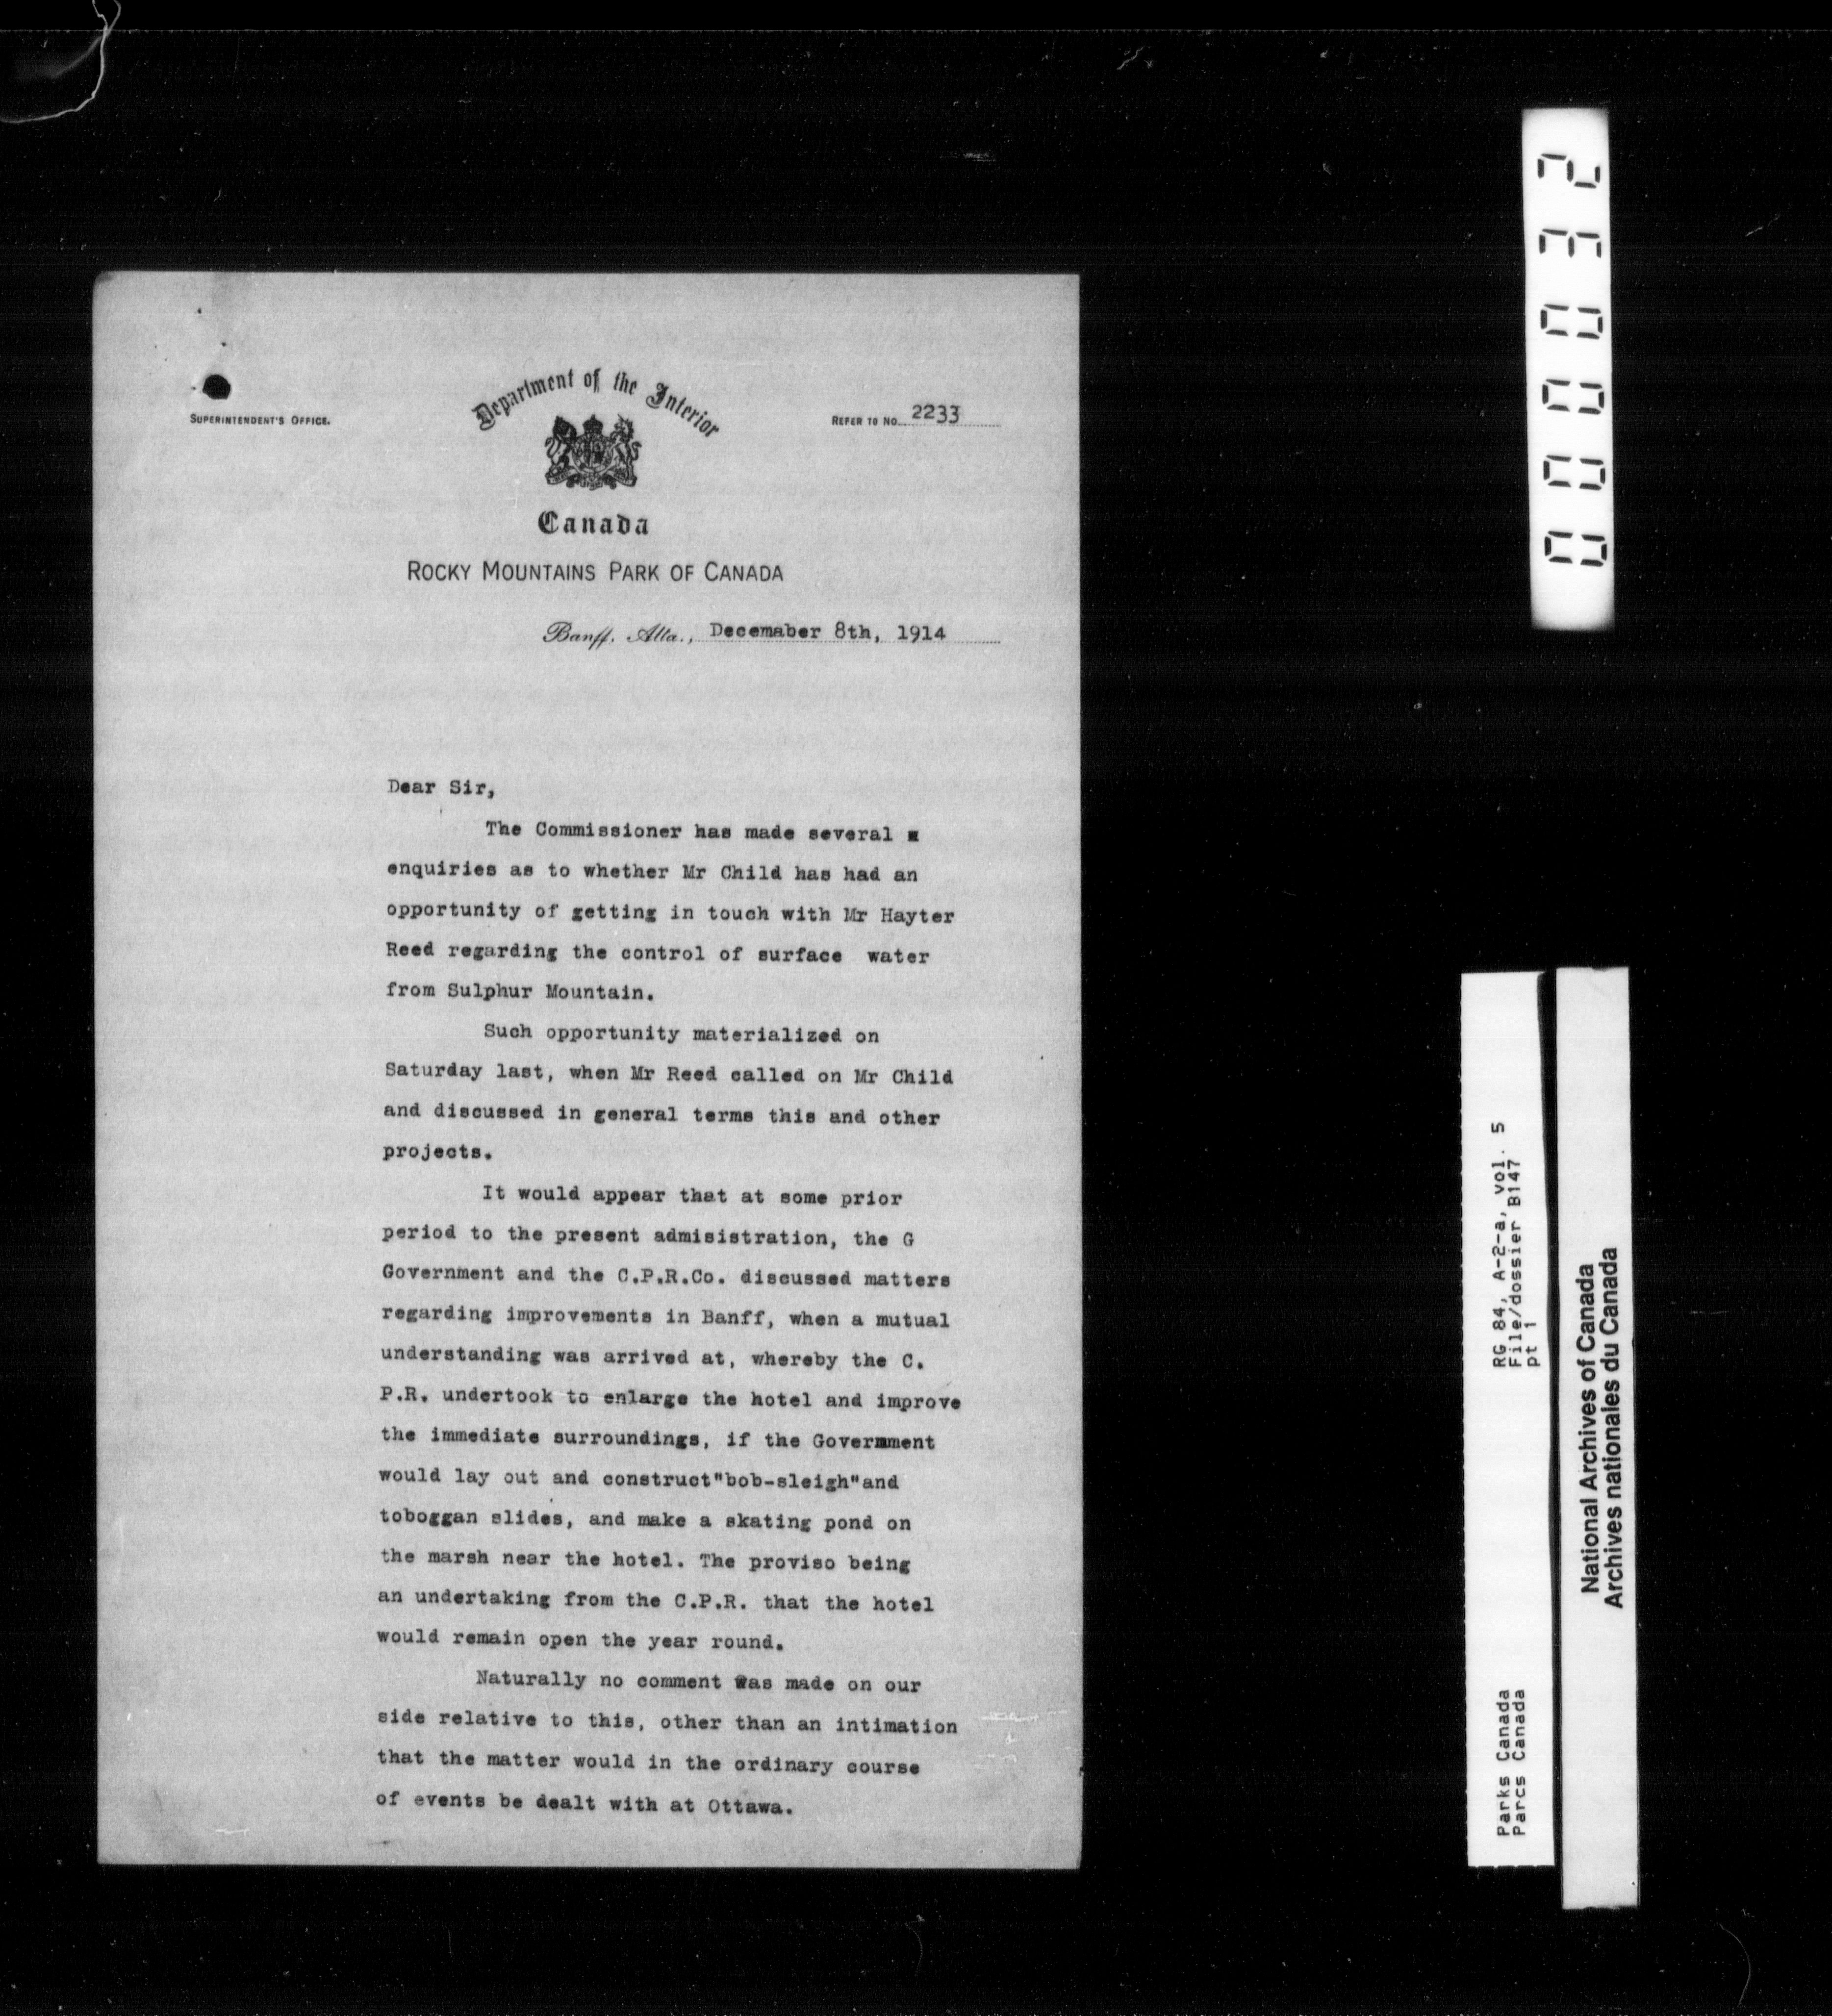 SUPERINTENDENT'S OFFICE.
Department of the Interior
REFER TO NO. 2233
Canada
ROCKY MOUNTAINS PARK OF CANADA
Banff, Alta., Decemaber 8th, 1914
Dear Sir,
The Commissioner has made several
enquiries as to whether Mr Child has had an
opportunity of getting in touch with Mr Hayter
Reed regarding the control of surface water
from Sulphur Mountain.
Such opportunity materialized on
Saturday last, when Mr Reed called on Mr Child
and discussed in general terms this and other
projects.
It would appear that at some prior
period to the present admisistration, the G
Government and the C.P.R.Co. discussed matters
regarding improvements in Banff, when a mutual
understanding was arrived at, whereby the C.
P.R. undertook to enlarge the hotel and improve
the immediate surroundings, if the Government
would lay out and construct"bob-sleigh"and
toboggan slides, and make a skating pond on
the marsh near the hotel. The proviso being
an undertaking from the C.P.R. that the hotel
would remain open the year round.
Naturally no comment was made on our
side relative to this, other than an intimation
that the matter would in the ordinary course
of events be dealt with at Ottawa.
000032
RG 84, A-2-a, vol. 5
File/dossier B147
pt 1
Parks Canada
Parcs Canada
National Archives of Canada
Archives nationales du Canada